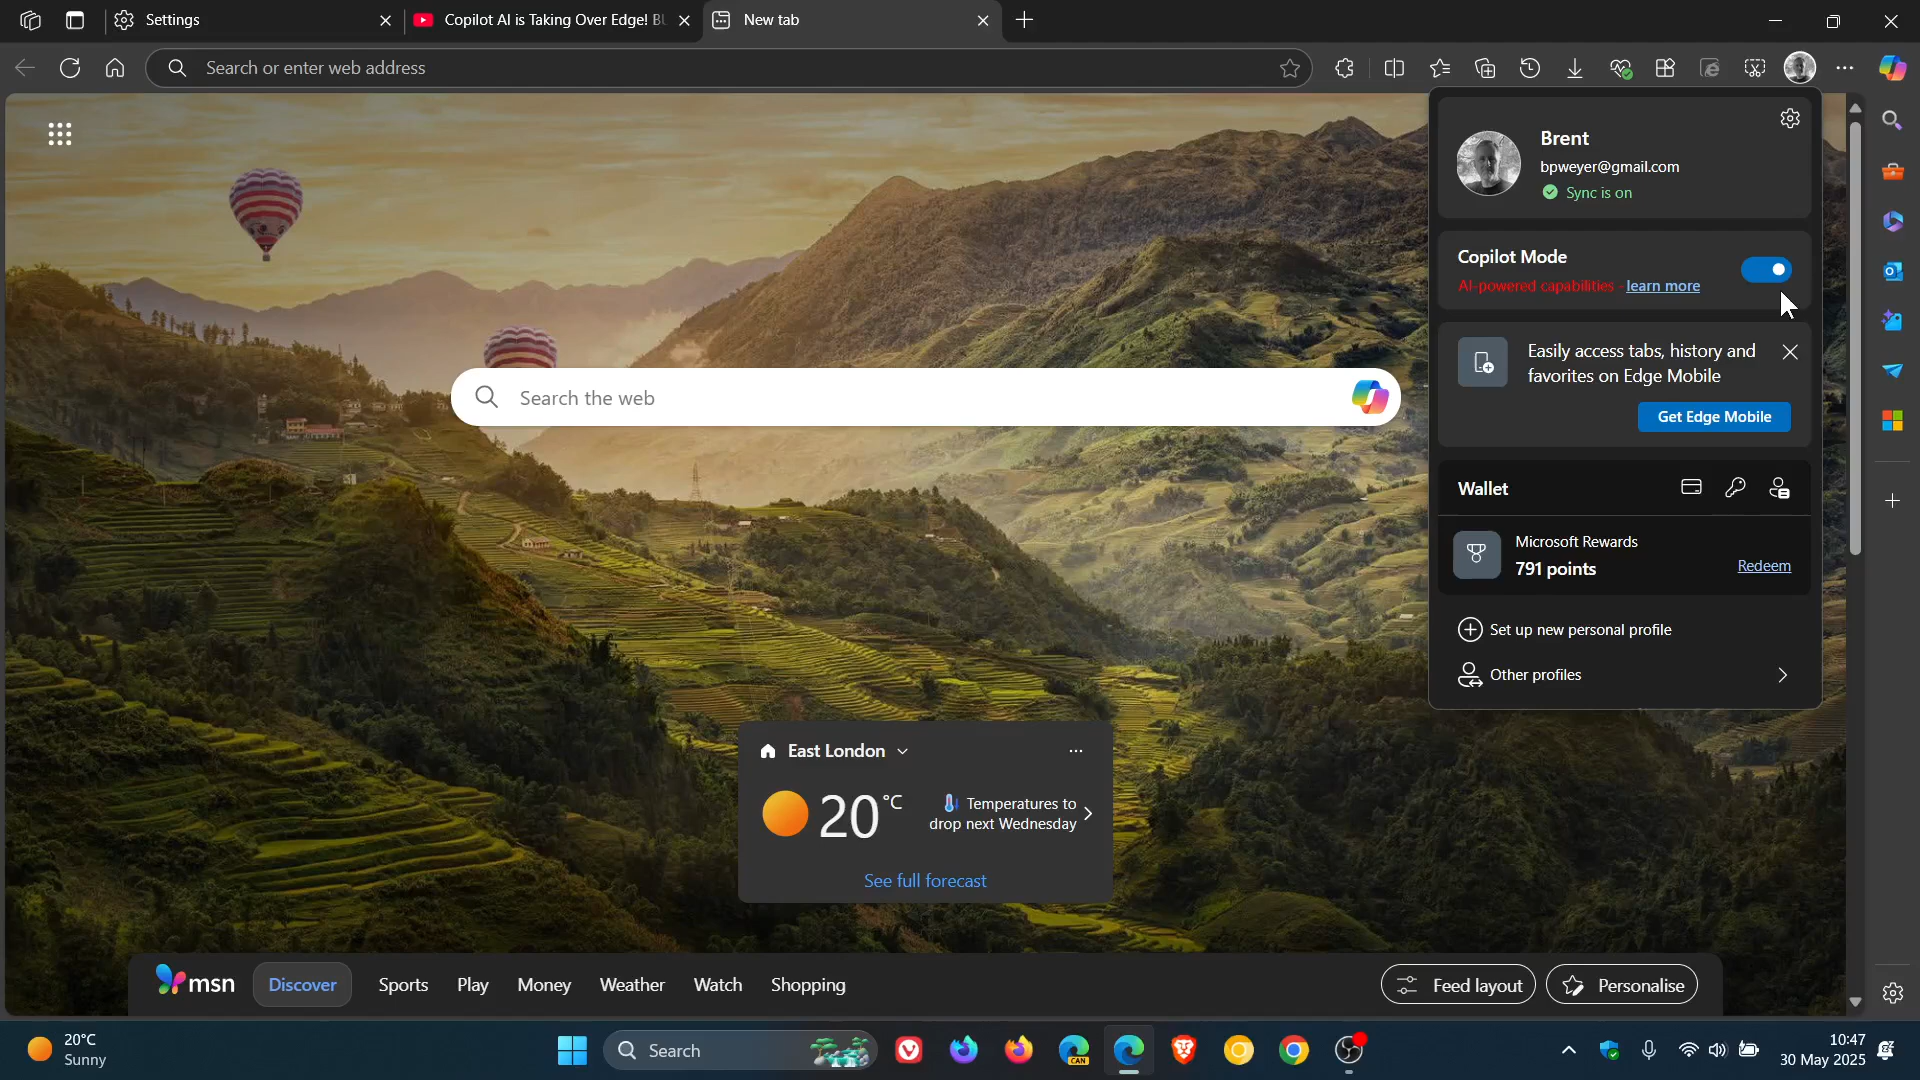 Settings
Copilot AI is Taking Over Edge!
New tab
Search or enter web address
Brent
bpweyer@gmail.com
Sync is on
Copilot Mode
AI-powered capabilities - learn more
Easily access tabs, history and
favorites on Edge Mobile
Get Edge Mobile
Wallet
Microsoft Rewards
791 points
Redeem
Set up new personal profile
Other profiles
Search the web
East London
20°C
Temperatures to
drop next Wednesday
See full forecast
msn
Discover
Sports
Play
Money
Weather
Watch
Shopping
Feed layout
Personalise
20°C
Sunny
Search
CAN
10:47
30 May 2025